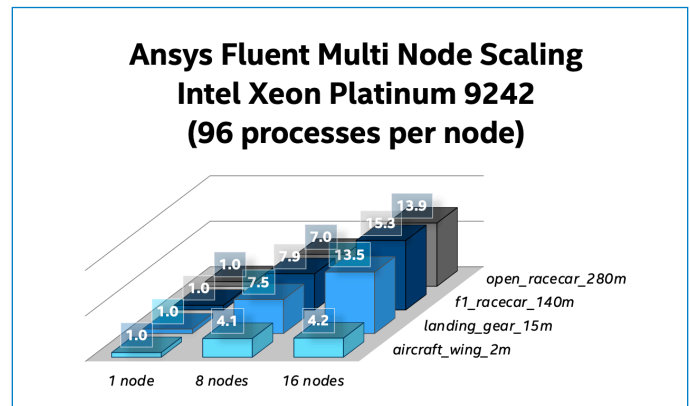 Ansys Fluent Multi Node Scaling
Intel Xeon Platinum 9242
(96 processes per node)
13.9
15.3
7.0
13.5
7.9
1.0
7.5
1.0
4.2
4.1
1.0
1.0
open_racecar_280m
f1_racecar_140m
landing_gear_15m
aircraft_wing_2m
1 node
8 nodes
16 nodes